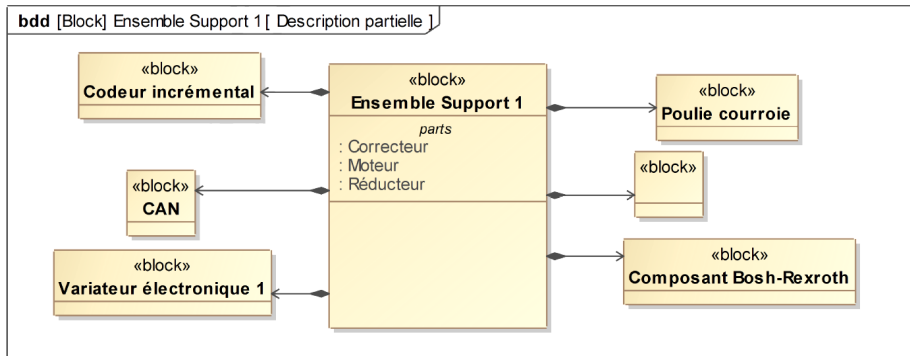 bdd [Block] Ensemble Support 1 [ Description partielle ]
«block»
Codeur incrémental
«block»
CAN
«block»
Variateur électronique 1
«block»
Ensemble Support 1
parts
: Correcteur
: Moteur
: Réducteur
«block»
Poulie courroie
«block»
«block»
Composant Bosh-Rexroth